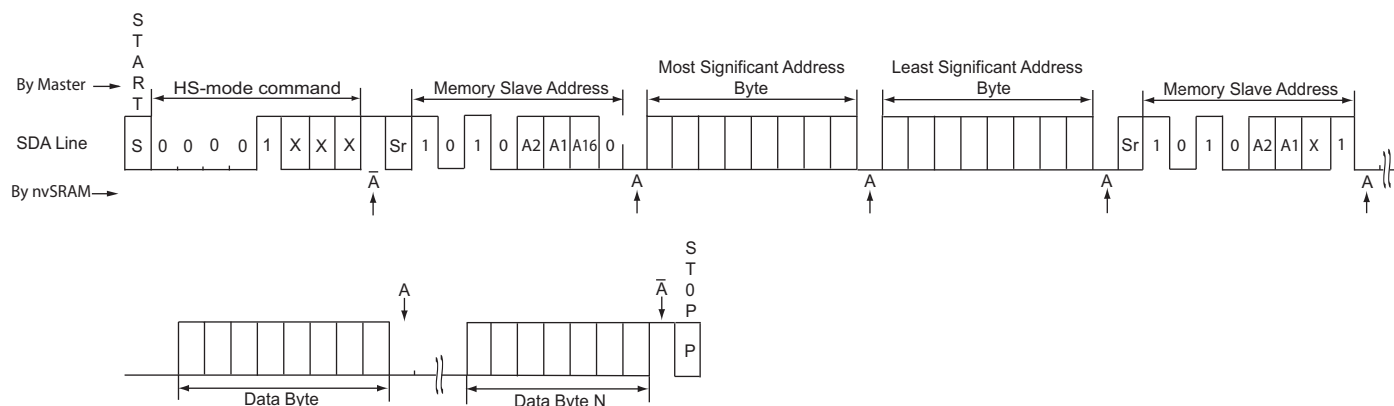 START
By Master
HS-mode command
Memory Slave Address
Most Significant Address
Byte
Least Significant Address
Byte
Memory Slave Address
SDA Line
S 0 0 0 0 1 X X X Sr 1 0 1 0 A2 A1 A16 0 Sr 1 0 1 0 A2 A1 X 1
By nvSRAM
A̅ A A A A
A A̅
ST0P
P
Data Byte
Data Byte N